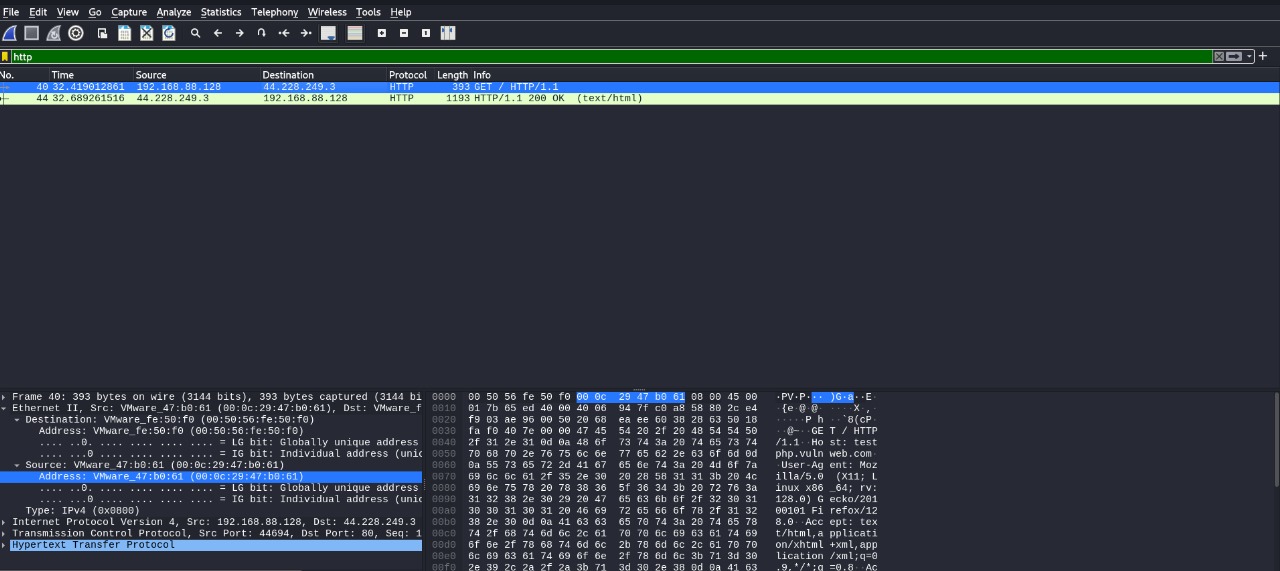 File Edit View Go Capture Analyze Statistics Telephony Wireless Tools Help
http
No. Time Source Destination Protocol Length Info
40 32.419012861 192.168.88.128 44.228.249.3 HTTP 393 GET / HTTP/1.1
44 32.689261516 44.228.249.3 192.168.88.128 HTTP 1193 HTTP/1.1 200 OK (text/html)
Frame 40: 393 bytes on wire (3144 bits), 393 bytes captured (3144 bi
Ethernet II, Src: VMware_47:b0:61 (00:0c:29:47:b0:61), Dst: VMware_f
Destination: VMware_fe:50:f0 (00:50:56:fe:50:f0)
Address: VMware_fe:50:f0 (00:50:56:fe:50:f0)
.... ..0. .... .... .... .... = LG bit: Globally unique address
.... ...0 .... .... .... .... = IG bit: Individual address (unic
Source: VMware_47:b0:61 (00:0c:29:47:b0:61)
Address: VMware_47:b0:61 (00:0c:29:47:b0:61)
.... ..0. .... .... .... .... = LG bit: Globally unique address
.... ...0 .... .... .... .... = IG bit: Individual address (unic
Type: IPv4 (0x0800)
Internet Protocol Version 4, Src: 192.168.88.128, Dst: 44.228.249.3
Transmission Control Protocol, Src Port: 44694, Dst Port: 80, Seq: 1
Hypertext Transfer Protocol
0000 00 50 56 fe 50 f0 00 0c 29 47 b0 61 08 00 45 00 ·PV·P··· )G·a··E·
0010 01 7b 65 ed 40 00 40 06 94 7f c0 a8 58 80 2c e4 ·{e·@·@· ····X·,·
0020 f9 03 ae 96 00 50 20 68 ea ee 60 38 28 63 50 18 ·····P h ··`8(cP·
0030 fa f0 40 7e 00 00 47 45 54 20 2f 20 48 54 54 50 ··@~··GE T / HTTP
0040 2f 31 2e 31 0d 0a 48 6f 73 74 3a 20 74 65 73 74 /1.1··Ho st: test
0050 70 68 70 2e 76 75 6c 6e 77 65 62 2e 63 6f 6d 0d php.vuln web.com·
0060 0a 55 73 65 72 2d 41 67 65 6e 74 3a 20 4d 6f 7a ·User-Ag ent: Moz
0070 69 6c 6c 61 2f 35 2e 30 20 28 58 31 31 3b 20 4c illa/5.0 (X11; L
0080 69 6e 75 78 20 78 38 36 5f 36 34 3b 20 72 76 3a inux x86 _64; rv:
0090 31 32 38 2e 30 29 20 47 65 63 6b 6f 2f 32 30 31 128.0) G ecko/201
00a0 30 30 31 30 31 20 46 69 72 65 66 6f 78 2f 31 32 00101 Fi refox/12
00b0 38 2e 30 0d 0a 41 63 63 65 70 74 3a 20 74 65 78 8.0··Acc ept: tex
00c0 74 2f 68 74 6d 6c 2c 61 70 70 6c 69 63 61 74 69 t/html,a pplicati
00d0 6f 6e 2f 78 68 74 6d 6c 2b 78 6d 6c 2c 61 70 70 on/xhtml +xml,app
00e0 6c 69 63 61 74 69 6f 6e 2f 78 6d 6c 3b 71 3d 30 lication /xml;q=0
00f0 2e 39 2c 2a 2f 2a 3b 71 3d 30 2e 38 0d 0a 41 63 .9,*/*;q =0.8··Ac